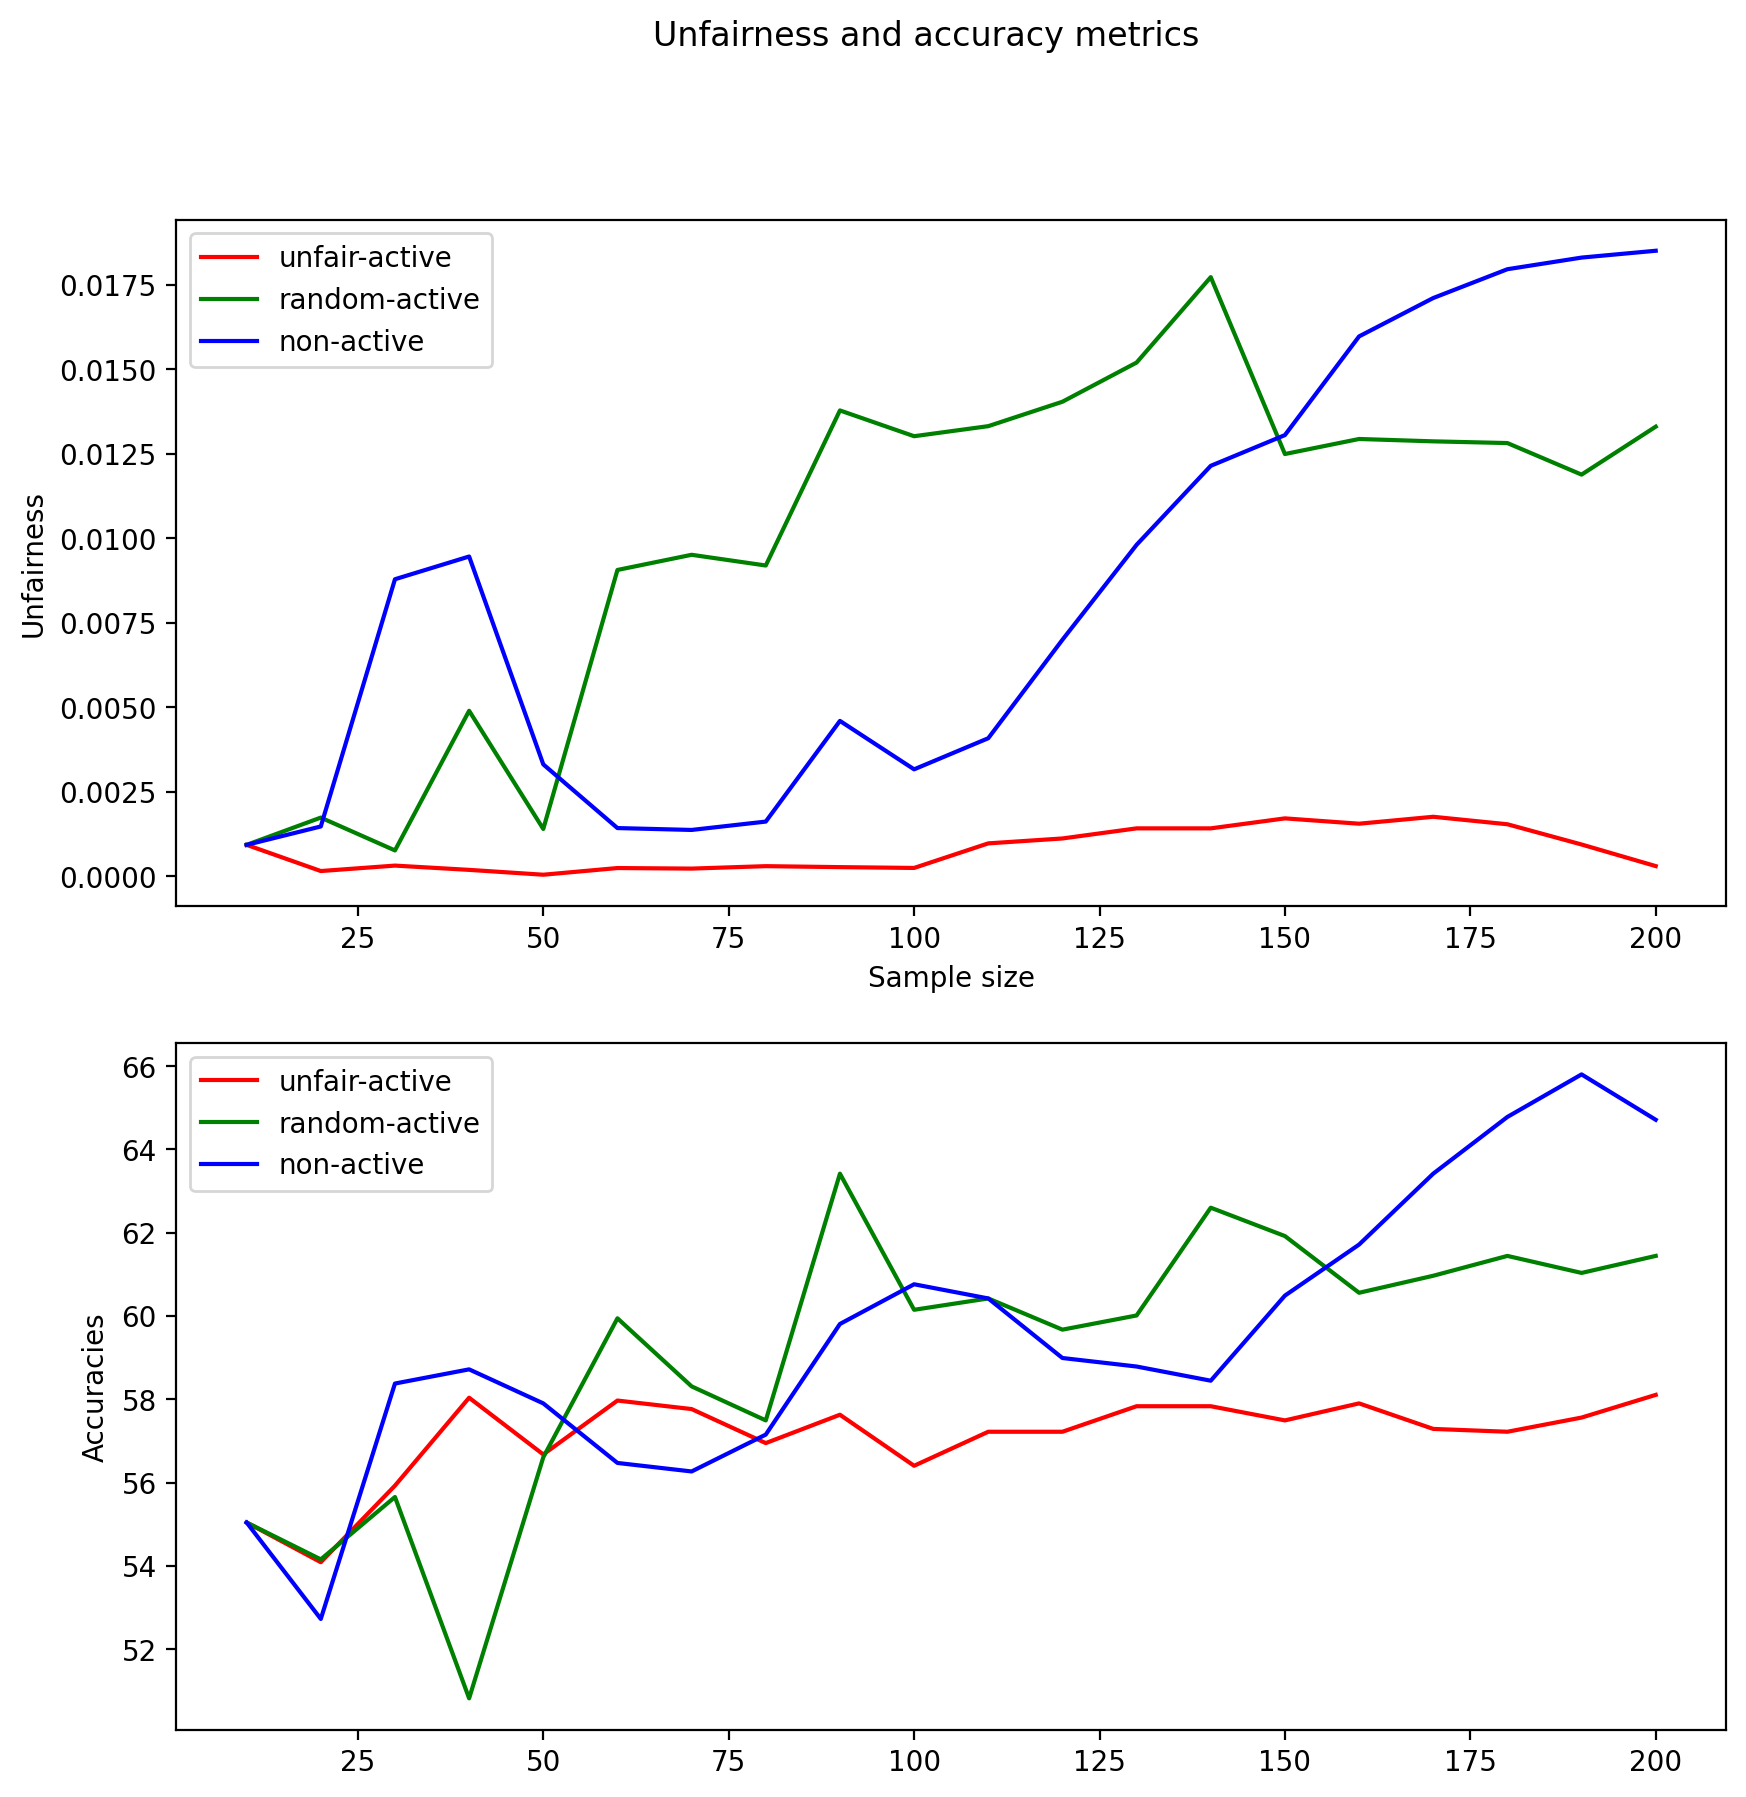 Unfairness and accuracy metrics
unfair-active
random-active
non-active
0.0175
0.0150
0.0125
0.0100
0.0075
0.0050
0.0025
0.0000
Unfairness
25 50 75 100 125 150 175 200
Sample size
unfair-active
random-active
non-active
66
64
62
60
58
56
54
52
Accuracies
25 50 75 100 125 150 175 200